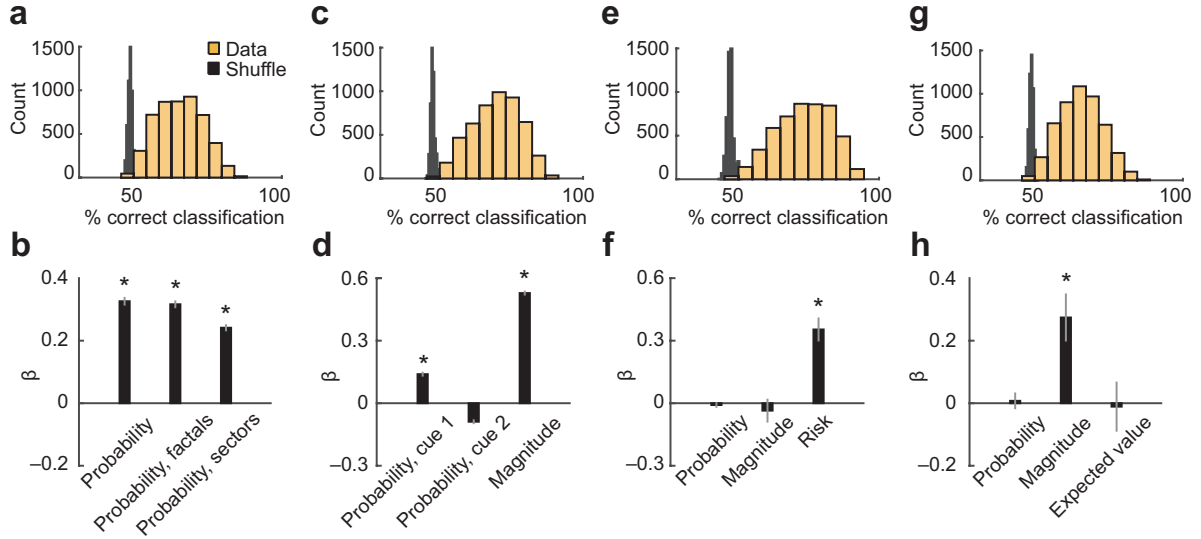 a
1500
1000
500
0
Count
50
100
% correct classification
Data
Shuffle
c
1500
1000
500
0
Count
50
100
% correct classification
e
1500
1000
500
0
Count
50
100
% correct classification
g
1500
1000
500
0
Count
50
100
% correct classification
b
0.4
0.2
0
–0.2
β
*
*
*
Probability
Probability, factals
Probability, sectors
d
0.6
0.3
0
–0.3
β
*
*
Probability, cue 1
Probability, cue 2
Magnitude
f
0.6
0.3
0
–0.3
β
*
Probability
Magnitude
Risk
h
0.4
0.2
0
–0.2
β
*
Probability
Magnitude
Expected value